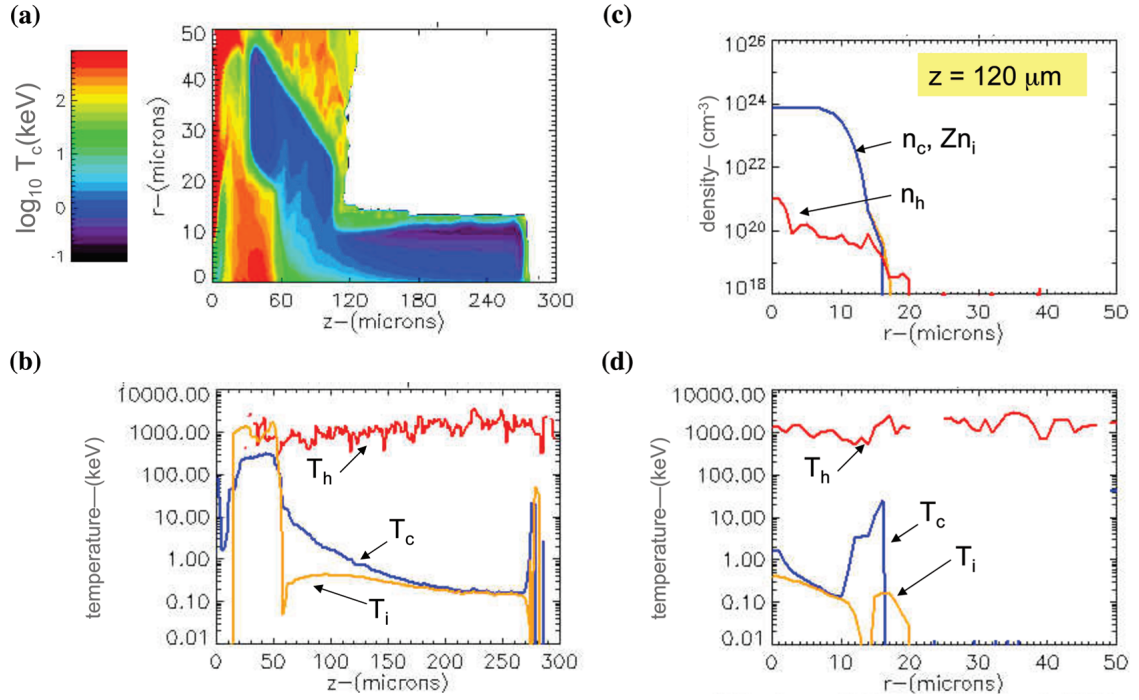 (a)
log10 Tc(keV)
2
1
0
-1
r–(microns)
50
40
30
20
10
0
0 60 120 180 240 300
z–(microns)
(c)
density– (cm-3)
10^26
10^24
10^22
10^20
10^18
z = 120 μm
nc, Zni
nh
0 10 20 30 40 50
r–(microns)
(b)
temperature—(keV)
10000.00
1000.00
100.00
10.00
1.00
0.10
0.01
Th
Tc
Ti
0 50 100 150 200 250 300
z–(microns)
(d)
temperature—(keV)
10000.00
1000.00
100.00
10.00
1.00
0.10
0.01
Th
Tc
Ti
0 10 20 30 40 50
r–(microns)